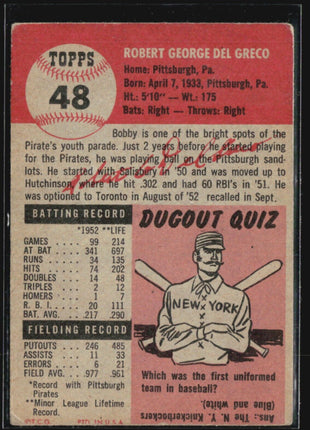 TOPPS
48
ROBERT GEORGE DEL GRECO
Home: Pittsburgh, Pa.
Born: April 7, 1933, Pittsburgh, Pa.
Ht: 5'10" — Wt.: 175
Bats: Right — Throws: Right
Bobby is one of the bright spots of the
Pirate's youth parade. Just 2 years before he started playing
for the Pirates, he was playing ball on the Pittsburgh sand-
lots. He started with Salisbury in '50 and was moved up to
Hutchinson where he hit .302 and had 60 RBI's in '51. He
was optioned to Toronto in August of '52 recalled in Sept.
BATTING RECORD
*1952 **LIFE
GAMES 99 214
AT BAT 341 697
RUNS 34 135
HITS 74 202
DOUBLES 14 34
TRIPLES 2 12
HOMERS 1 7
R. B. I. 20 111
BAT. AVG. .217 .290
FIELDING RECORD
PUTOUTS 246 485
ASSISTS 11 33
ERRORS 6 21
FIELD AVG. .977 .961
*Record with Pittsburgh
Pirates
**Minor League Lifetime
Record.
©T.C.G. PTD. IN U.S.A.
DUGOUT QUIZ
NEW YORK
Which was the first uniformed
team in baseball?
Ans. The N. Y. Knickerbockers
(Blue and white).